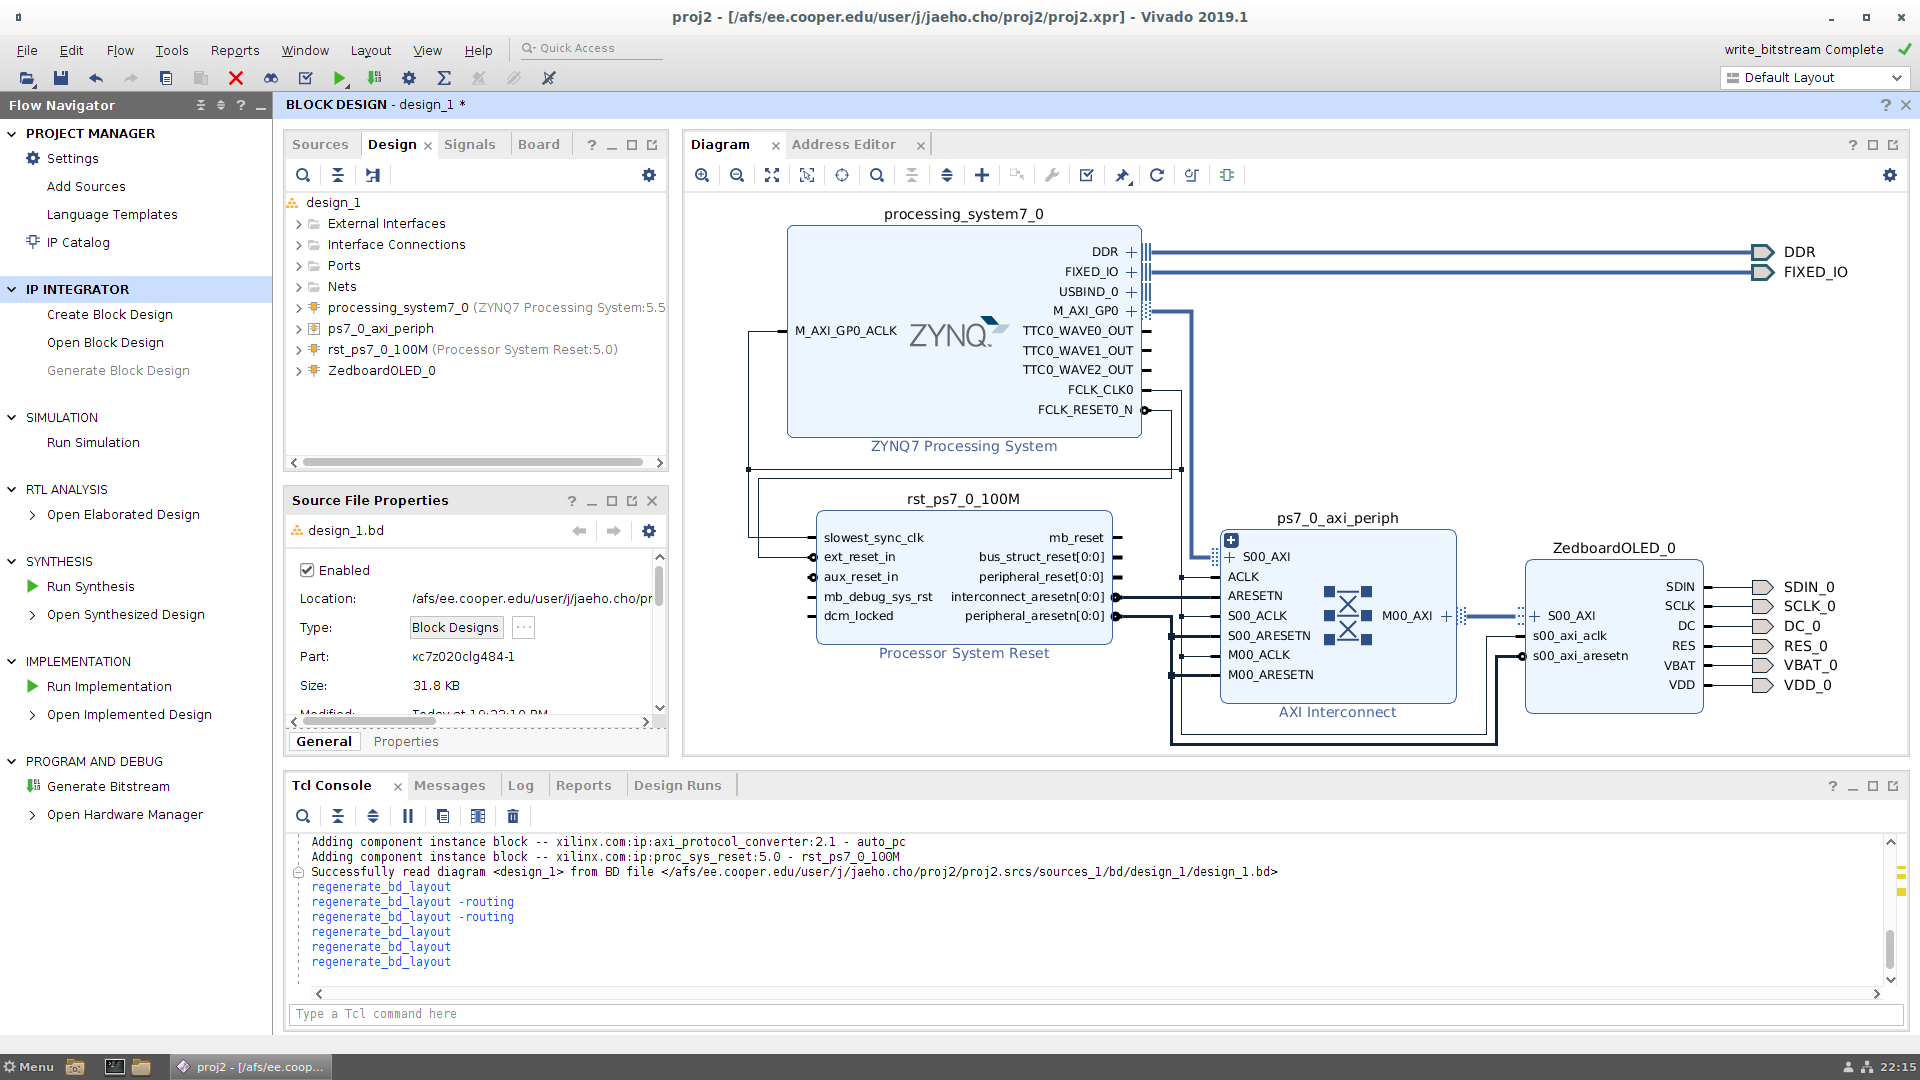 proj2 - [/afs/ee.cooper.edu/user/j/jaeho.cho/proj2/proj2.xpr] - Vivado 2019.1
File Edit Flow Tools Reports Window Layout View Help Quick Access
write_bitstream Complete
Default Layout
Flow Navigator
PROJECT MANAGER
Settings
Add Sources
Language Templates
IP Catalog
IP INTEGRATOR
Create Block Design
Open Block Design
Generate Block Design
SIMULATION
Run Simulation
RTL ANALYSIS
Open Elaborated Design
SYNTHESIS
Run Synthesis
Open Synthesized Design
IMPLEMENTATION
Run Implementation
Open Implemented Design
PROGRAM AND DEBUG
Generate Bitstream
Open Hardware Manager
BLOCK DESIGN - design_1 *
Sources Design Signals Board
design_1
External Interfaces
Interface Connections
Ports
Nets
processing_system7_0 (ZYNQ7 Processing System:5.5
ps7_0_axi_periph
rst_ps7_0_100M (Processor System Reset:5.0)
ZedboardOLED_0
Source File Properties
design_1.bd
Enabled
Location: /afs/ee.cooper.edu/user/j/jaeho.cho/pr
Type: Block Designs
Part: xc7z020clg484-1
Size: 31.8 KB
General Properties
Diagram Address Editor
processing_system7_0
DDR
FIXED_IO
USBIND_0
M_AXI_GP0
M_AXI_GP0_ACLK
ZYNQ
TTC0_WAVE0_OUT
TTC0_WAVE1_OUT
TTC0_WAVE2_OUT
FCLK_CLK0
FCLK_RESET0_N
ZYNQ7 Processing System
DDR
FIXED_IO
rst_ps7_0_100M
slowest_sync_clk mb_reset
ext_reset_in bus_struct_reset[0:0]
aux_reset_in peripheral_reset[0:0]
mb_debug_sys_rst interconnect_aresetn[0:0]
dcm_locked peripheral_aresetn[0:0]
Processor System Reset
ps7_0_axi_periph
S00_AXI
ACLK
ARESETN
S00_ACLK M00_AXI
S00_ARESETN
M00_ACLK
M00_ARESETN
AXI Interconnect
ZedboardOLED_0
S00_AXI
s00_axi_aclk
s00_axi_aresetn
SDIN
SCLK
DC
RES
VBAT
VDD
SDIN_0
SCLK_0
DC_0
RES_0
VBAT_0
VDD_0
Tcl Console Messages Log Reports Design Runs
Adding component instance block -- xilinx.com:ip:axi_protocol_converter:2.1 - auto_pc
Adding component instance block -- xilinx.com:ip:proc_sys_reset:5.0 - rst_ps7_0_100M
Successfully read diagram <design_1> from BD file </afs/ee.cooper.edu/user/j/jaeho.cho/proj2/proj2.srcs/sources_1/bd/design_1/design_1.bd>
regenerate_bd_layout
regenerate_bd_layout -routing
regenerate_bd_layout -routing
regenerate_bd_layout
regenerate_bd_layout
regenerate_bd_layout
Type a Tcl command here
Menu proj2 - [/afs/ee.coop... 22:15